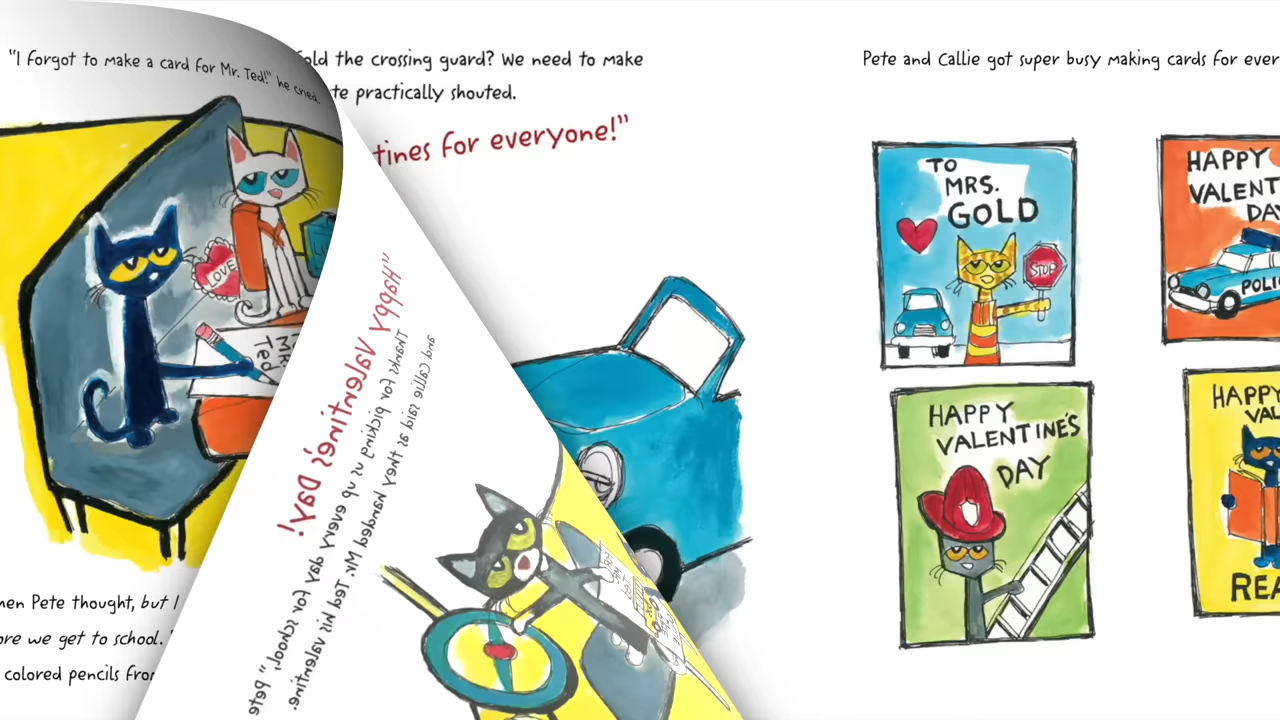 "I forgot to make a card for Mr. Ted!" he cried.
LOVE
Mr.
Ted
hen Pete thought, but I
ore we get to school.
colored pencils from
"Happy Valentine's Day!
Thanks for picking us up every day for school," Pete
and Callie said as they handed Mr. Ted his valentine.
old the crossing guard? We need to make
te practically shouted.
tines for everyone!"
Pete and Callie got super busy making cards for ever
TO
MRS.
GOLD
STOP
HAPPY
VALENT
DAY
POLIC
HAPPY
VALENTINE'S
DAY
HAPPY
VAL
REA